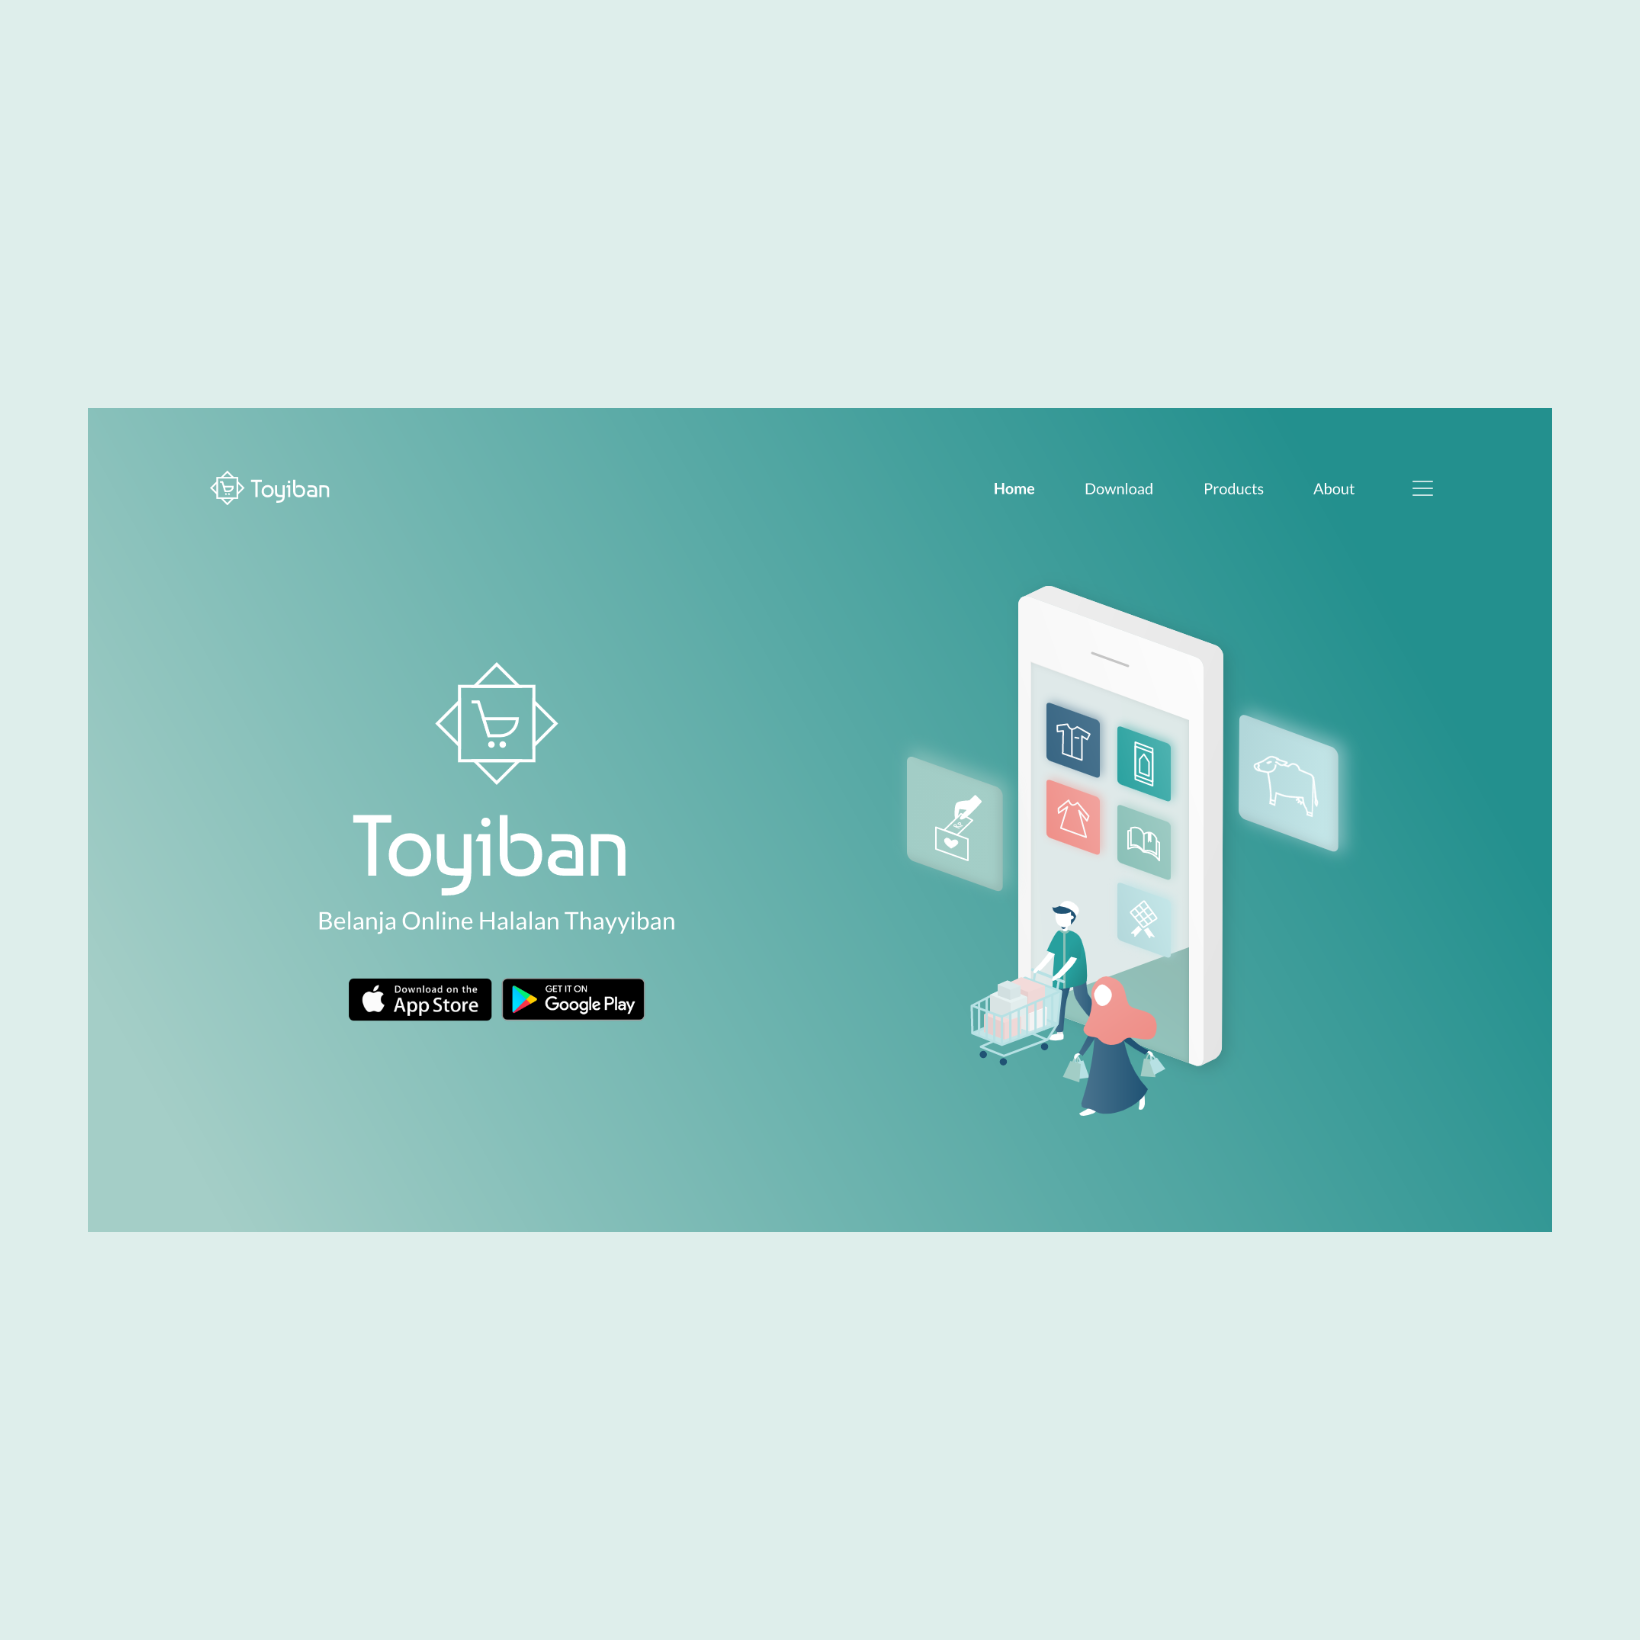 Toyiban
Home Download Products About
Toyiban
Belanja Online Halalan Thayyiban
Download on the
App Store
GET IT ON
Google Play